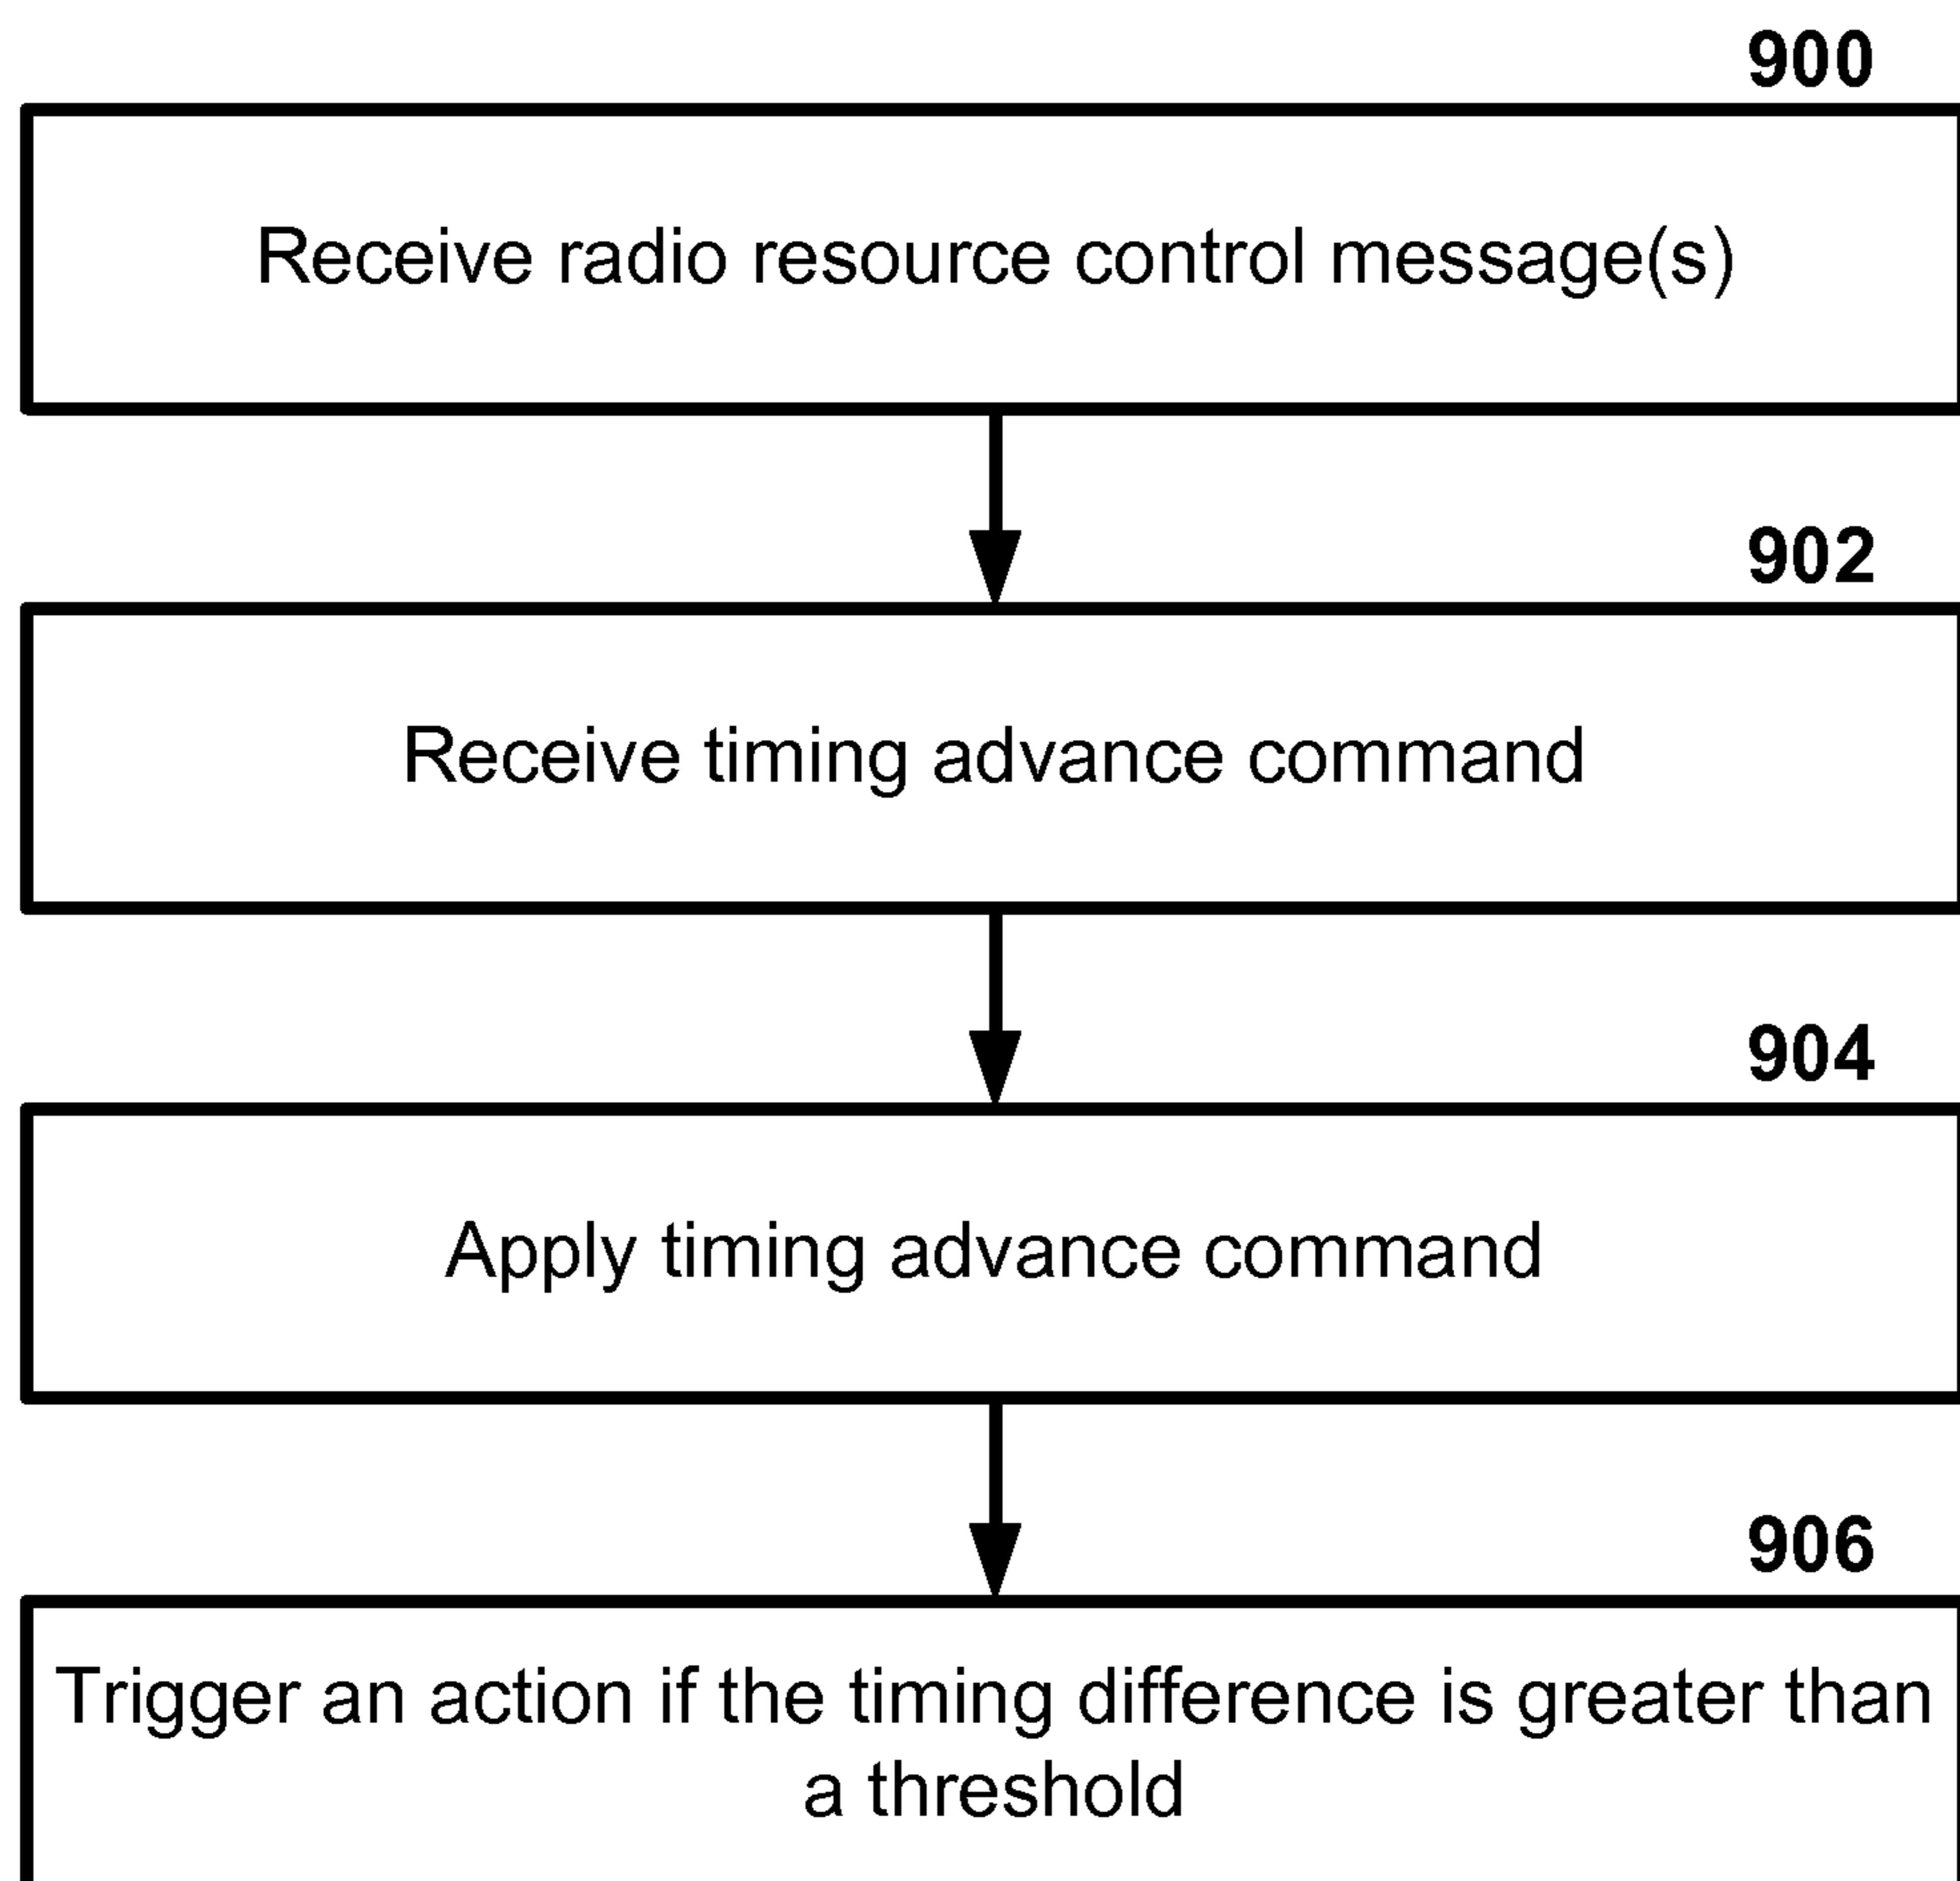 900
Receive radio resource control message(s)
902
Receive timing advance command
904
Apply timing advance command
906
Trigger an action if the timing difference is greater than
a threshold